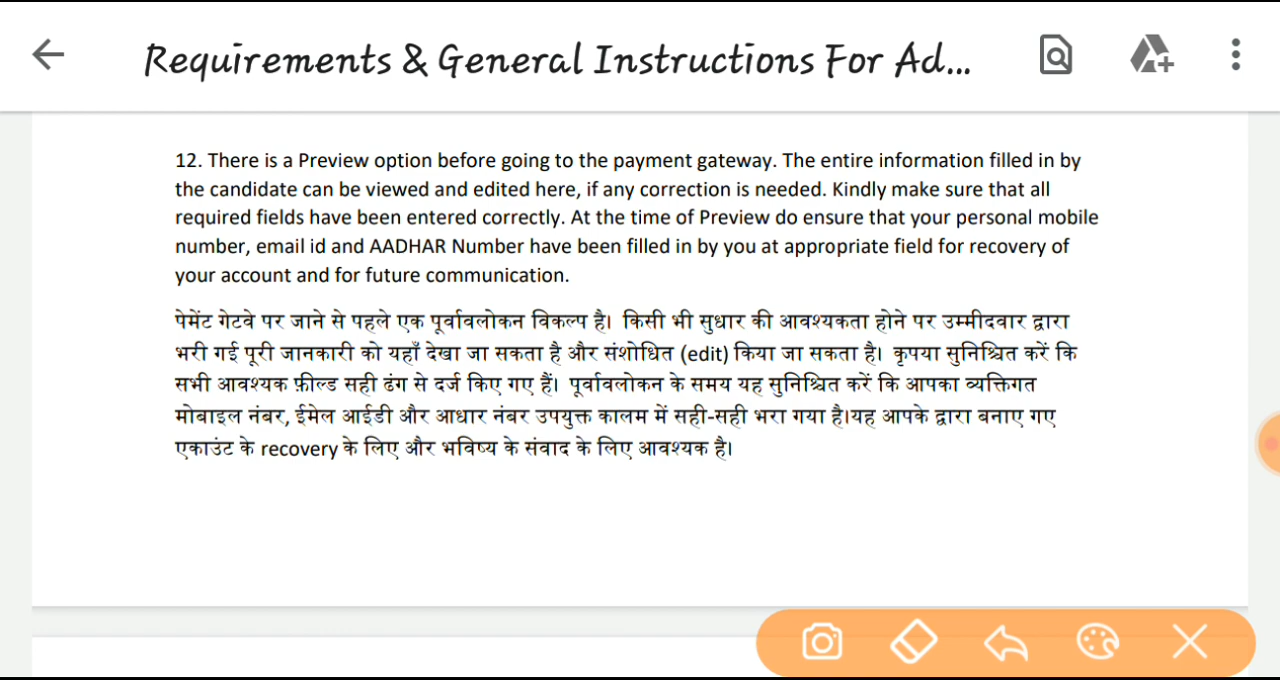 Requirements & General Instructions For Ad...
12. There is a Preview option before going to the payment gateway. The entire information filled in by
the candidate can be viewed and edited here, if any correction is needed. Kindly make sure that all
required fields have been entered correctly. At the time of Preview do ensure that your personal mobile
number, email id and AADHAR Number have been filled in by you at appropriate field for recovery of
your account and for future communication.
पेमेंट गेटवे पर जाने से पहले एक पूर्वावलोकन विकल्प है। किसी भी सुधार की आवश्यकता होने पर उम्मीदवार द्वारा
भरी गई पूरी जानकारी को यहाँ देखा जा सकता है और संशोधित (edit) किया जा सकता है। कृपया सुनिश्चित करें कि
सभी आवश्यक फ़ील्ड सही ढंग से दर्ज किए गए हैं। पूर्वावलोकन के समय यह सुनिश्चित करें कि आपका व्यक्तिगत
मोबाइल नंबर, ईमेल आईडी और आधार नंबर उपयुक्त कालम में सही-सही भरा गया है।यह आपके द्वारा बनाए गए
एकाउंट के recovery के लिए और भविष्य के संवाद के लिए आवश्यक है।